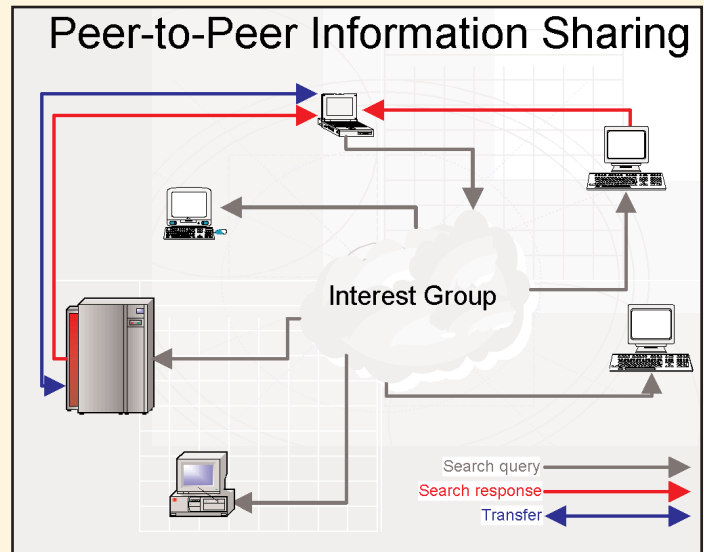 Peer-to-Peer Information Sharing
Interest Group
Search query
Search response
Transfer